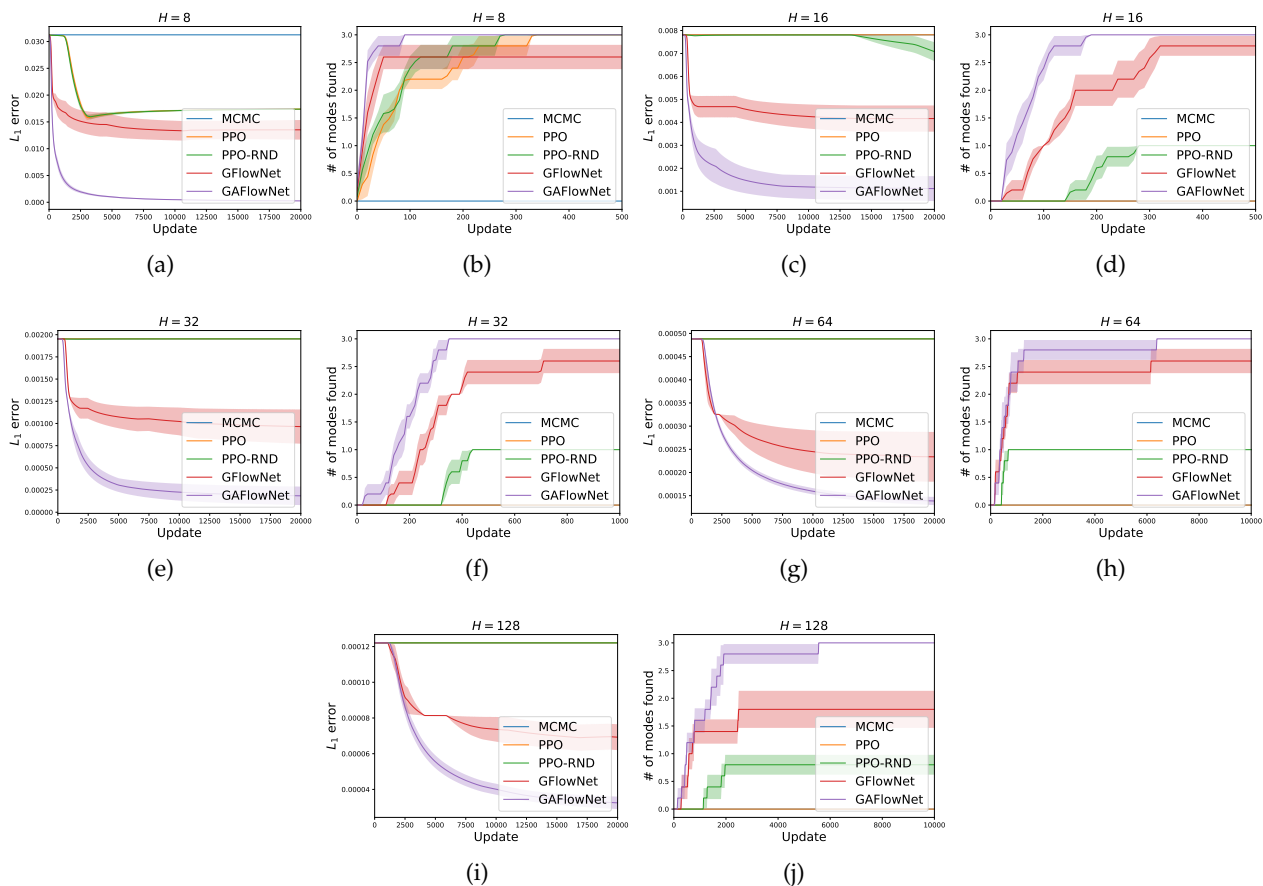 H = 8
L1 error
0.030
0.025
0.020
0.015
0.010
0.005
0.000
MCMC
PPO
PPO-RND
GFlowNet
GAFlowNet
0 2500 5000 7500 10000 12500 15000 17500 20000
Update
(a)
H = 8
# of modes found
3.0
2.5
2.0
1.5
1.0
0.5
0.0
MCMC
PPO
PPO-RND
GFlowNet
GAFlowNet
0 100 200 300 400 500
Update
(b)
H = 16
L1 error
0.008
0.007
0.006
0.005
0.004
0.003
0.002
0.001
MCMC
PPO
PPO-RND
GFlowNet
GAFlowNet
0 2500 5000 7500 10000 12500 15000 17500 20000
Update
(c)
H = 16
# of modes found
3.0
2.5
2.0
1.5
1.0
0.5
0.0
MCMC
PPO
PPO-RND
GFlowNet
GAFlowNet
0 100 200 300 400 500
Update
(d)
H = 32
L1 error
0.00200
0.00175
0.00150
0.00125
0.00100
0.00075
0.00050
0.00025
0.00000
MCMC
PPO
PPO-RND
GFlowNet
GAFlowNet
0 2500 5000 7500 10000 12500 15000 17500 20000
Update
(e)
H = 32
# of modes found
3.0
2.5
2.0
1.5
1.0
0.5
0.0
MCMC
PPO
PPO-RND
GFlowNet
GAFlowNet
0 200 400 600 800 1000
Update
(f)
H = 64
L1 error
0.00050
0.00045
0.00040
0.00035
0.00030
0.00025
0.00020
0.00015
MCMC
PPO
PPO-RND
GFlowNet
GAFlowNet
0 2500 5000 7500 10000 12500 15000 17500 20000
Update
(g)
H = 64
# of modes found
3.0
2.5
2.0
1.5
1.0
0.5
0.0
MCMC
PPO
PPO-RND
GFlowNet
GAFlowNet
0 2000 4000 6000 8000 10000
Update
(h)
H = 128
L1 error
0.00012
0.00010
0.00008
0.00006
0.00004
MCMC
PPO
PPO-RND
GFlowNet
GAFlowNet
0 2500 5000 7500 10000 12500 15000 17500 20000
Update
(i)
H = 128
# of modes found
3.0
2.5
2.0
1.5
1.0
0.5
0.0
MCMC
PPO
PPO-RND
GFlowNet
GAFlowNet
0 2000 4000 6000 8000 10000
Update
(j)